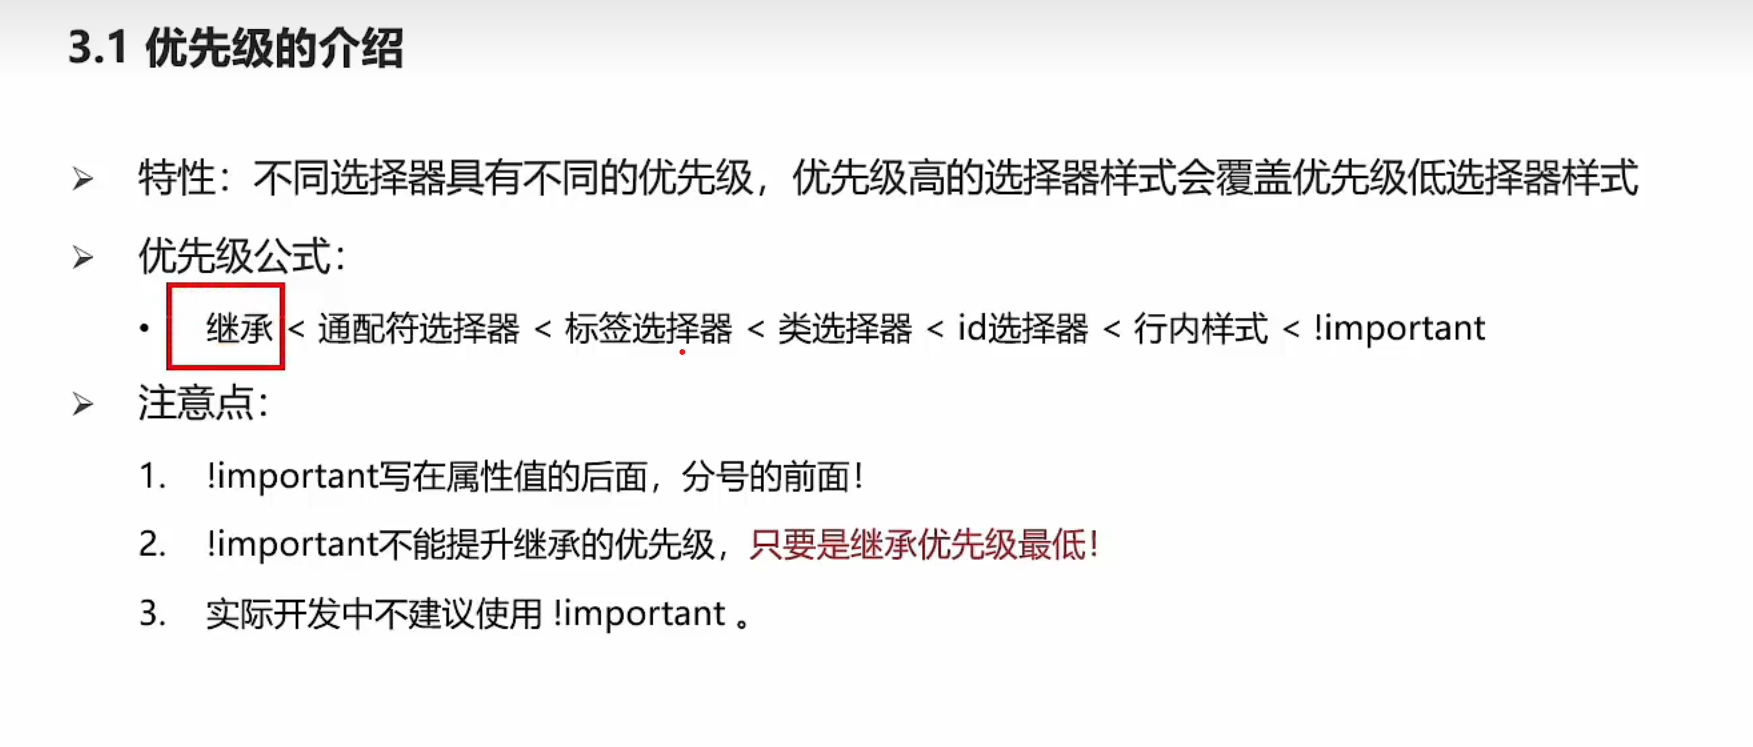 3.1 优先级的介绍
➢ 特性：不同选择器具有不同的优先级，优先级高的选择器样式会覆盖优先级低选择器样式
➢ 优先级公式：
• 继承 < 通配符选择器 < 标签选择器 < 类选择器 < id选择器 < 行内样式 < !important
➢ 注意点：
1. !important写在属性值的后面，分号的前面！
2. !important不能提升继承的优先级，只要是继承优先级最低！
3. 实际开发中不建议使用 !important 。